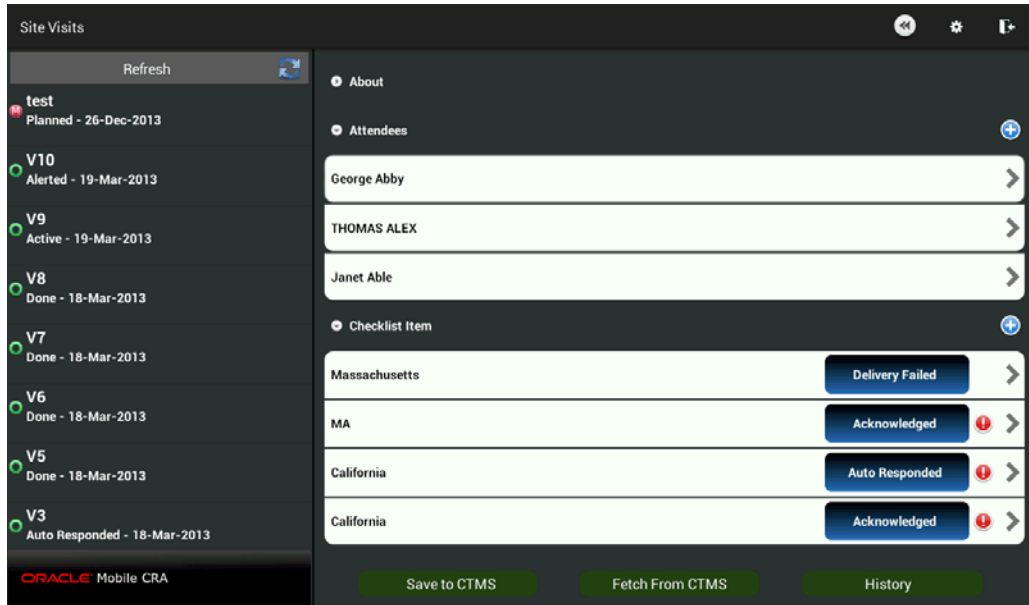 Site Visits
Refresh
test
Planned - 26-Dec-2013
V10
Alerted - 19-Mar-2013
V9
Active - 19-Mar-2013
V8
Done - 18-Mar-2013
V7
Done - 18-Mar-2013
V6
Done - 18-Mar-2013
V5
Done - 18-Mar-2013
V3
Auto Responded - 18-Mar-2013
ORACLE Mobile CRA
About
Attendees
George Abby
THOMAS ALEX
Janet Able
Checklist Item
Massachusetts Delivery Failed
MA Acknowledged
California Auto Responded
California Acknowledged
Save to CTMS Fetch From CTMS History